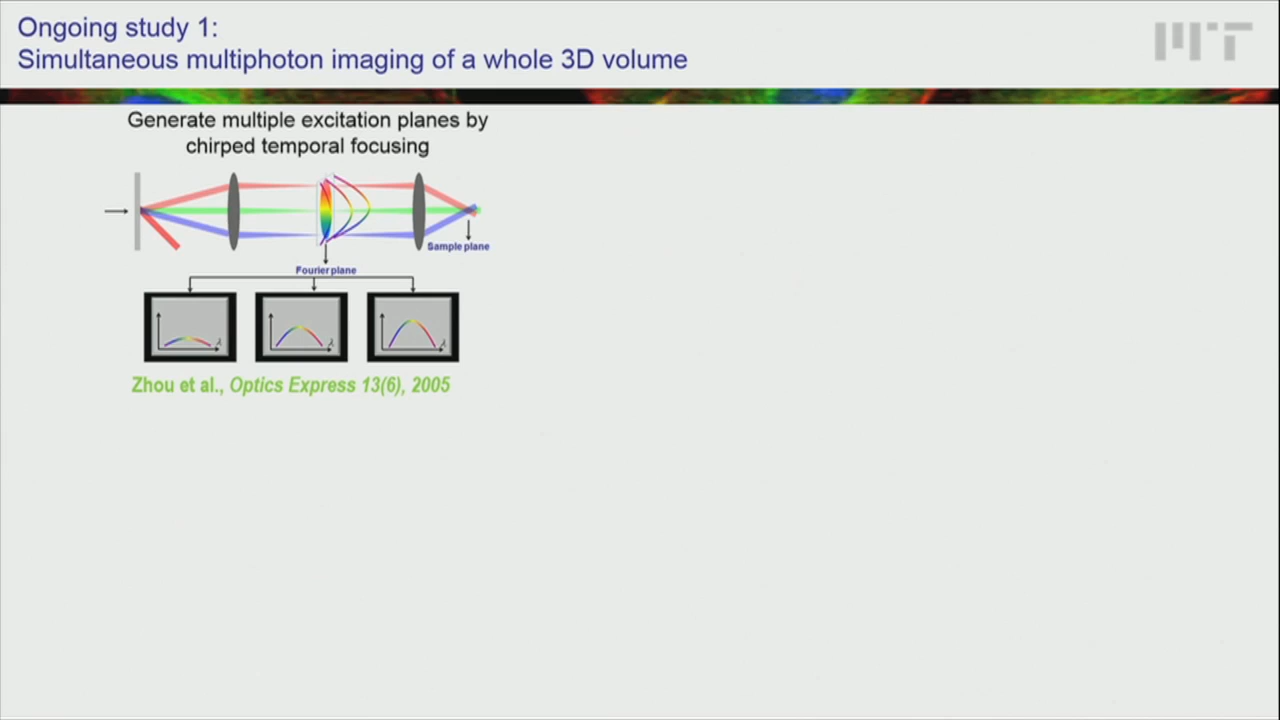 Ongoing study 1:
Simultaneous multiphoton imaging of a whole 3D volume
MIT
Generate multiple excitation planes by
chirped temporal focusing
Sample plane
Fourier plane
λ λ λ
Zhou et al., Optics Express 13(6), 2005